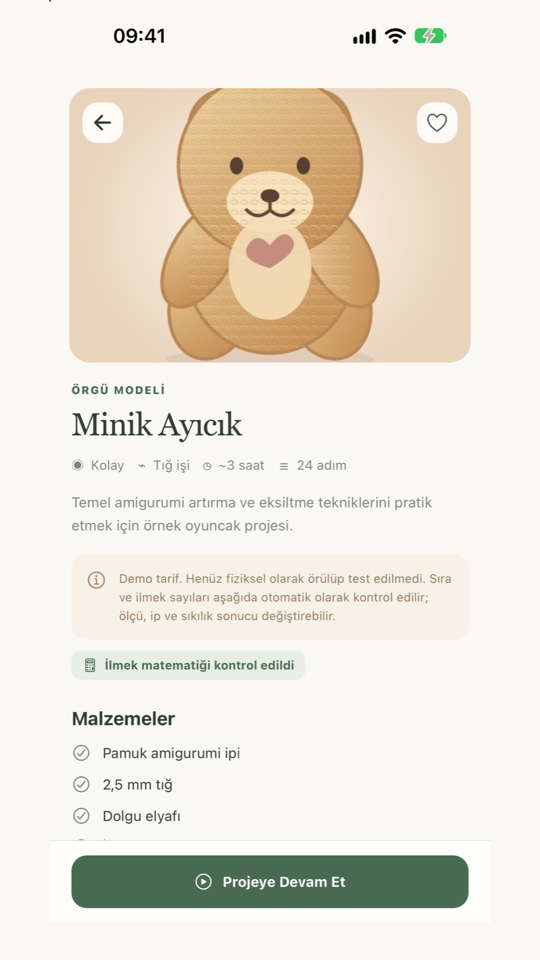 09:41
ÖRGÜ MODELİ
Minik Ayıcık
Kolay Tığ işi ~3 saat 24 adım
Temel amigurumi artırma ve eksiltme tekniklerini pratik
etmek için örnek oyuncak projesi.
Demo tarif. Henüz fiziksel olarak örülüp test edilmedi. Sıra
ve ilmek sayıları aşağıda otomatik olarak kontrol edilir;
ölçü, ip ve sıkılık sonucu değiştirebilir.
İlmek matematiği kontrol edildi
Malzemeler
Pamuk amigurumi ipi
2,5 mm tığ
Dolgu elyafı
Projeye Devam Et